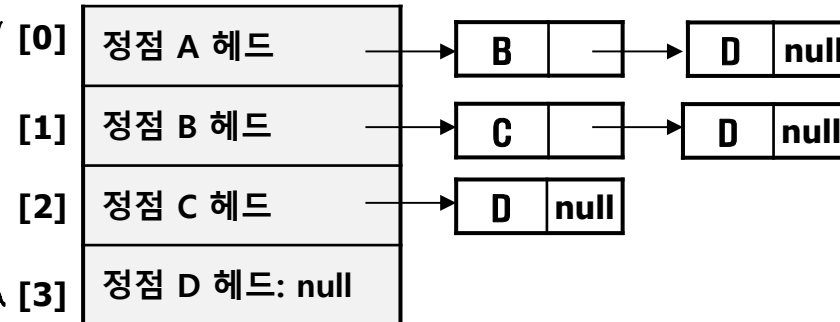 [0] 정점 A 헤드 B D null
[1] 정점 B 헤드 C D null
[2] 정점 C 헤드 D null
[3] 정점 D 헤드: null